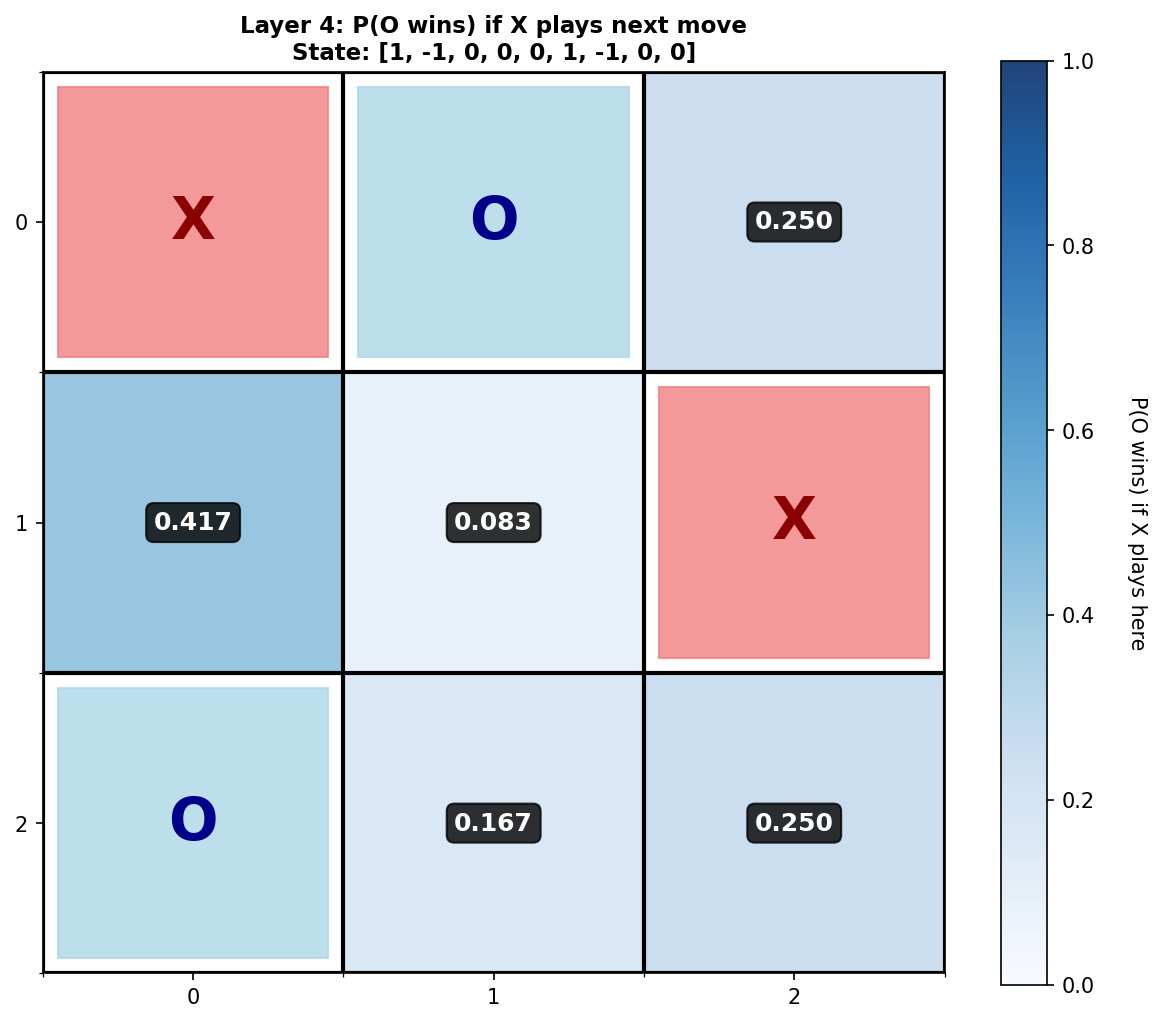 Layer 4: P(O wins) if X plays next move
State: [1, -1, 0, 0, 0, 1, -1, 0, 0]
0
X
O
0.250
1
0.417
0.083
X
2
O
0.167
0.250
0
1
2
1.0
0.8
0.6
0.4
0.2
0.0
P(O wins) if X plays here